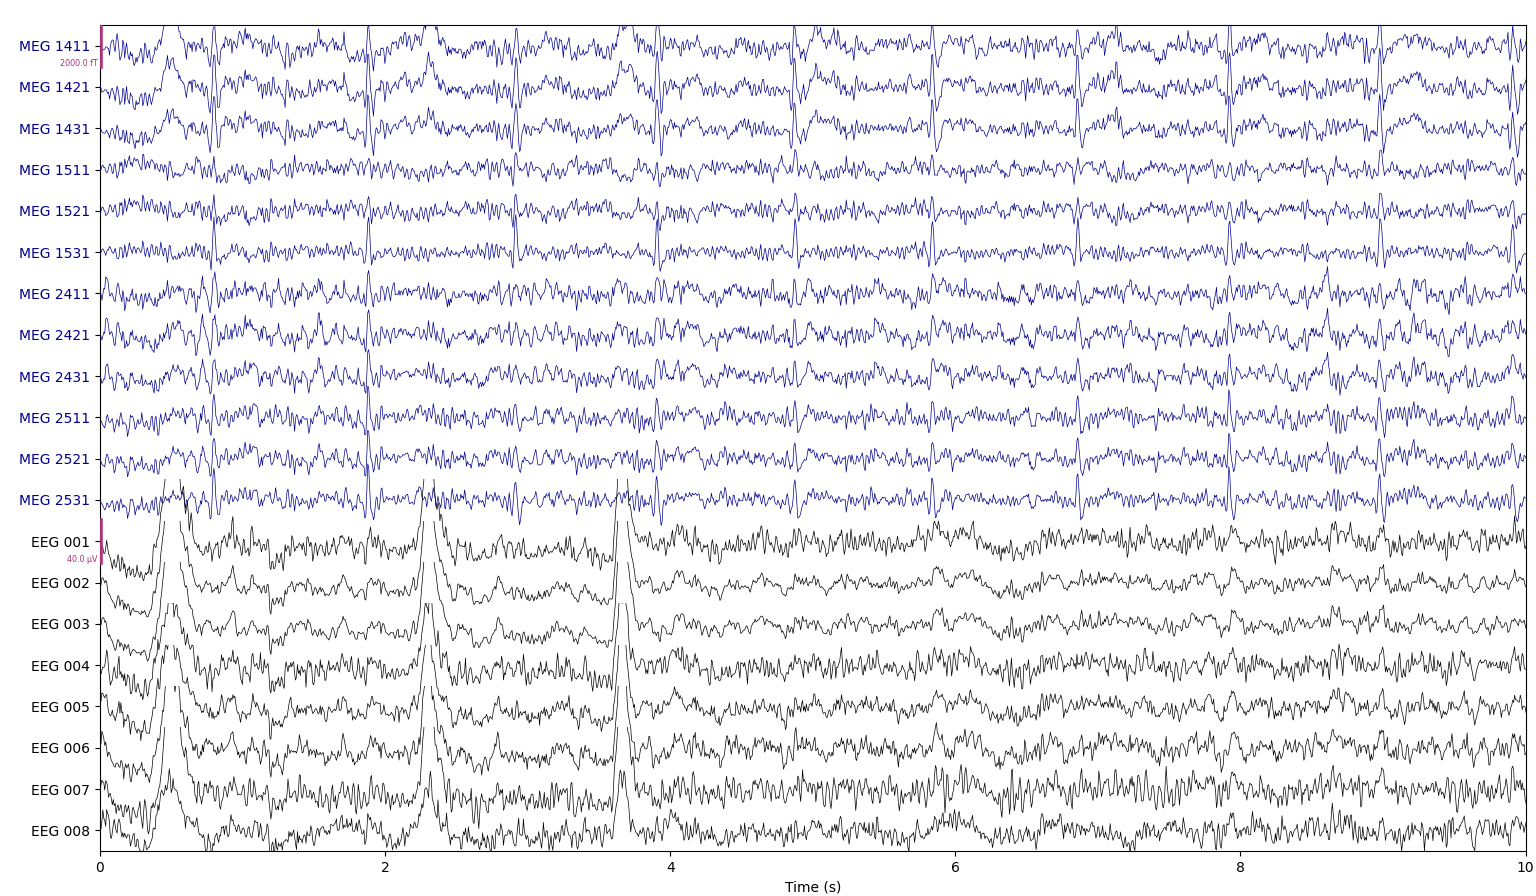 MEG 1411
2000.0 fT
MEG 1421
MEG 1431
MEG 1511
MEG 1521
MEG 1531
MEG 2411
MEG 2421
MEG 2431
MEG 2511
MEG 2521
MEG 2531
EEG 001
40.0 µV
EEG 002
EEG 003
EEG 004
EEG 005
EEG 006
EEG 007
EEG 008
0 2 4 6 8 10
Time (s)